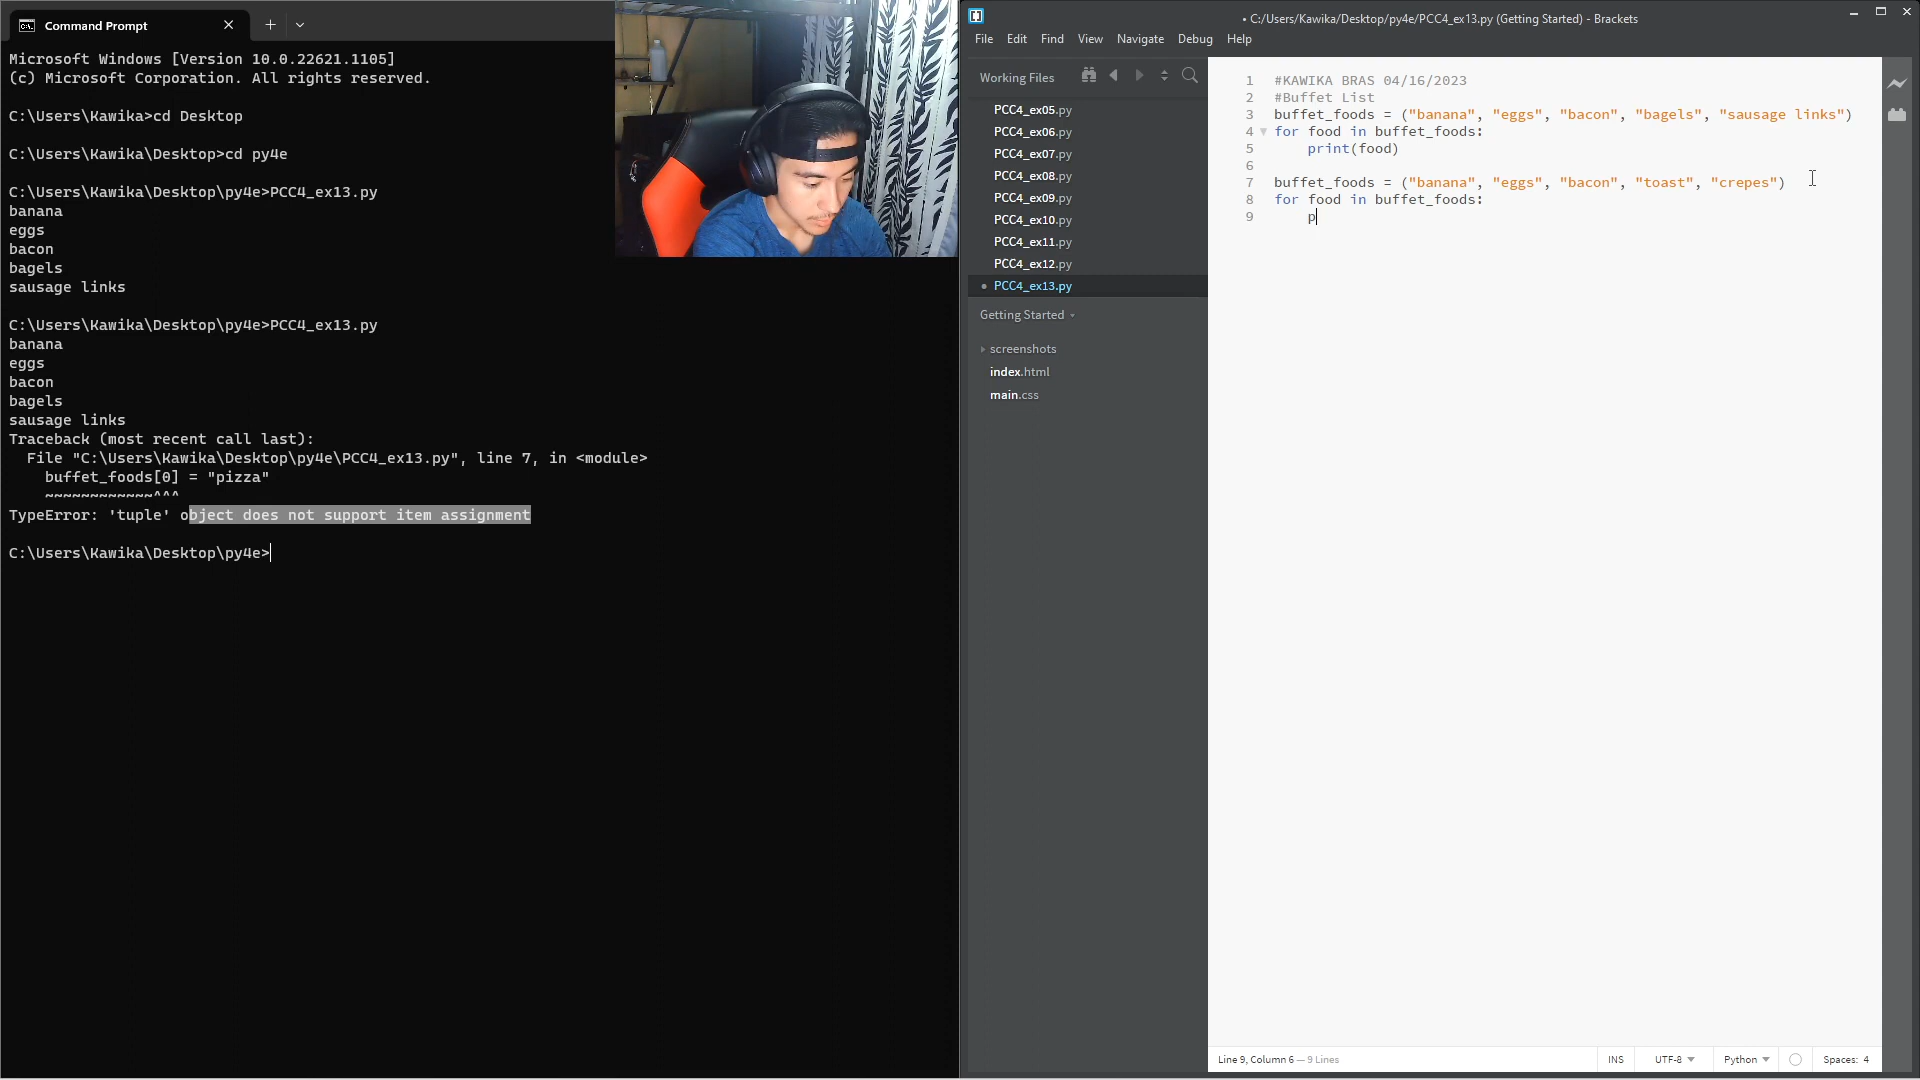 Command Prompt
Microsoft Windows [Version 10.0.22621.1105]
(c) Microsoft Corporation. All rights reserved.
C:\Users\Kawika>cd Desktop
C:\Users\Kawika\Desktop>cd py4e
C:\Users\Kawika\Desktop\py4e>PCC4_ex13.py
banana
eggs
bacon
bagels
sausage links
C:\Users\Kawika\Desktop\py4e>PCC4_ex13.py
banana
eggs
bacon
bagels
sausage links
Traceback (most recent call last):
  File "C:\Users\Kawika\Desktop\py4e\PCC4_ex13.py", line 7, in <module>
    buffet_foods[0] = "pizza"
    ~~~~~~~~~~~~^^^
TypeError: 'tuple' object does not support item assignment
C:\Users\Kawika\Desktop\py4e>
• C:/Users/Kawika/Desktop/py4e/PCC4_ex13.py (Getting Started) - Brackets
File Edit Find View Navigate Debug Help
Working Files
PCC4_ex05.py
PCC4_ex06.py
PCC4_ex07.py
PCC4_ex08.py
PCC4_ex09.py
PCC4_ex10.py
PCC4_ex11.py
PCC4_ex12.py
PCC4_ex13.py
Getting Started
screenshots
index.html
main.css
1 #KAWIKA BRAS 04/16/2023
2 #Buffet List
3 buffet_foods = ("banana", "eggs", "bacon", "bagels", "sausage links")
4 for food in buffet_foods:
5     print(food)
6
7 buffet_foods = ("banana", "eggs", "bacon", "toast", "crepes")
8 for food in buffet_foods:
9     p
Line 9, Column 6 — 9 Lines INS UTF-8 Python Spaces: 4